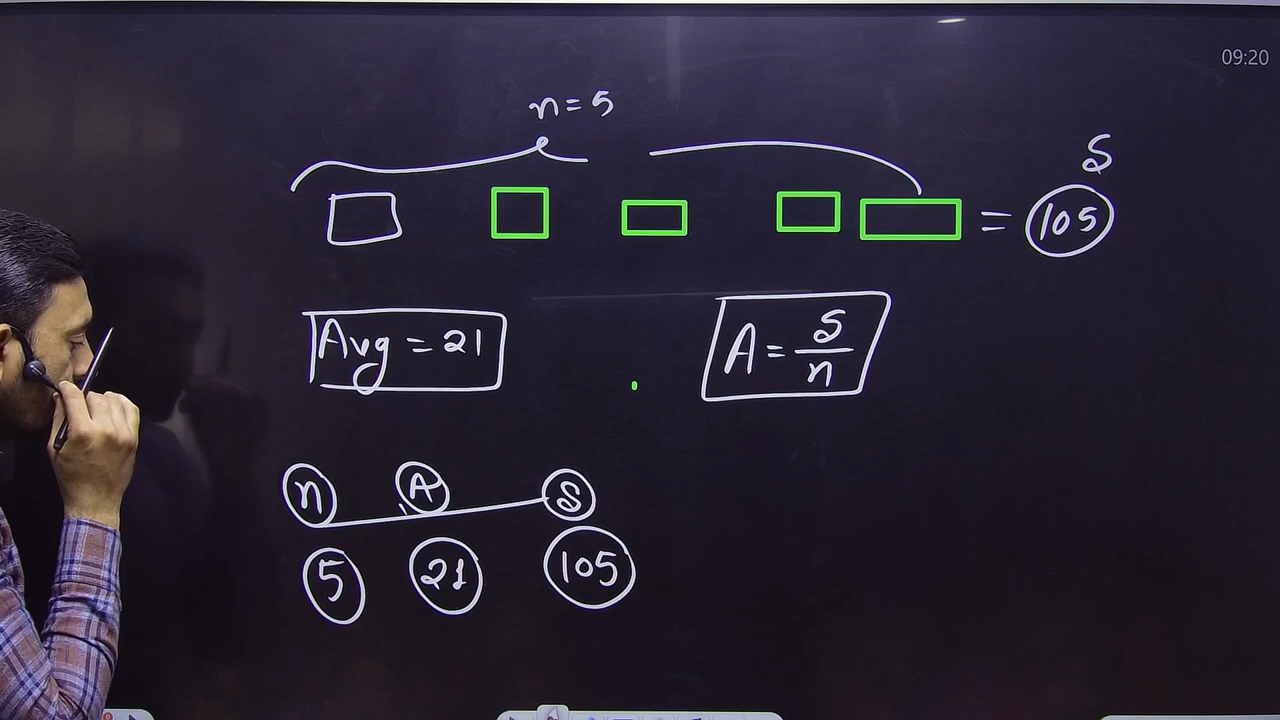 09:20
n = 5
S
= 105
Avg = 21
A = S/n
n A S
5 21 105